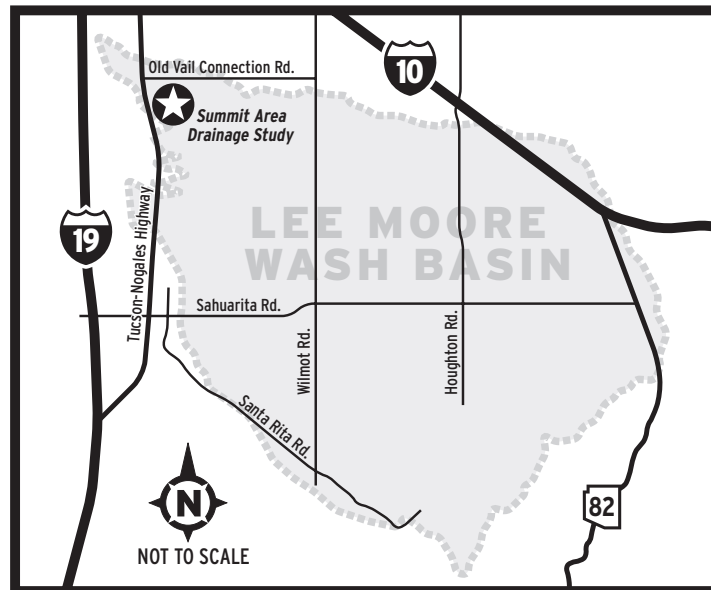 Old Vail Connection Rd.
10
Summit Area
Drainage Study
LEE MOORE
WASH BASIN
19
Tucson-Nogales Highway
Sahuarita Rd.
Wilmot Rd.
Houghton Rd.
Santa Rita Rd.
N
NOT TO SCALE
82